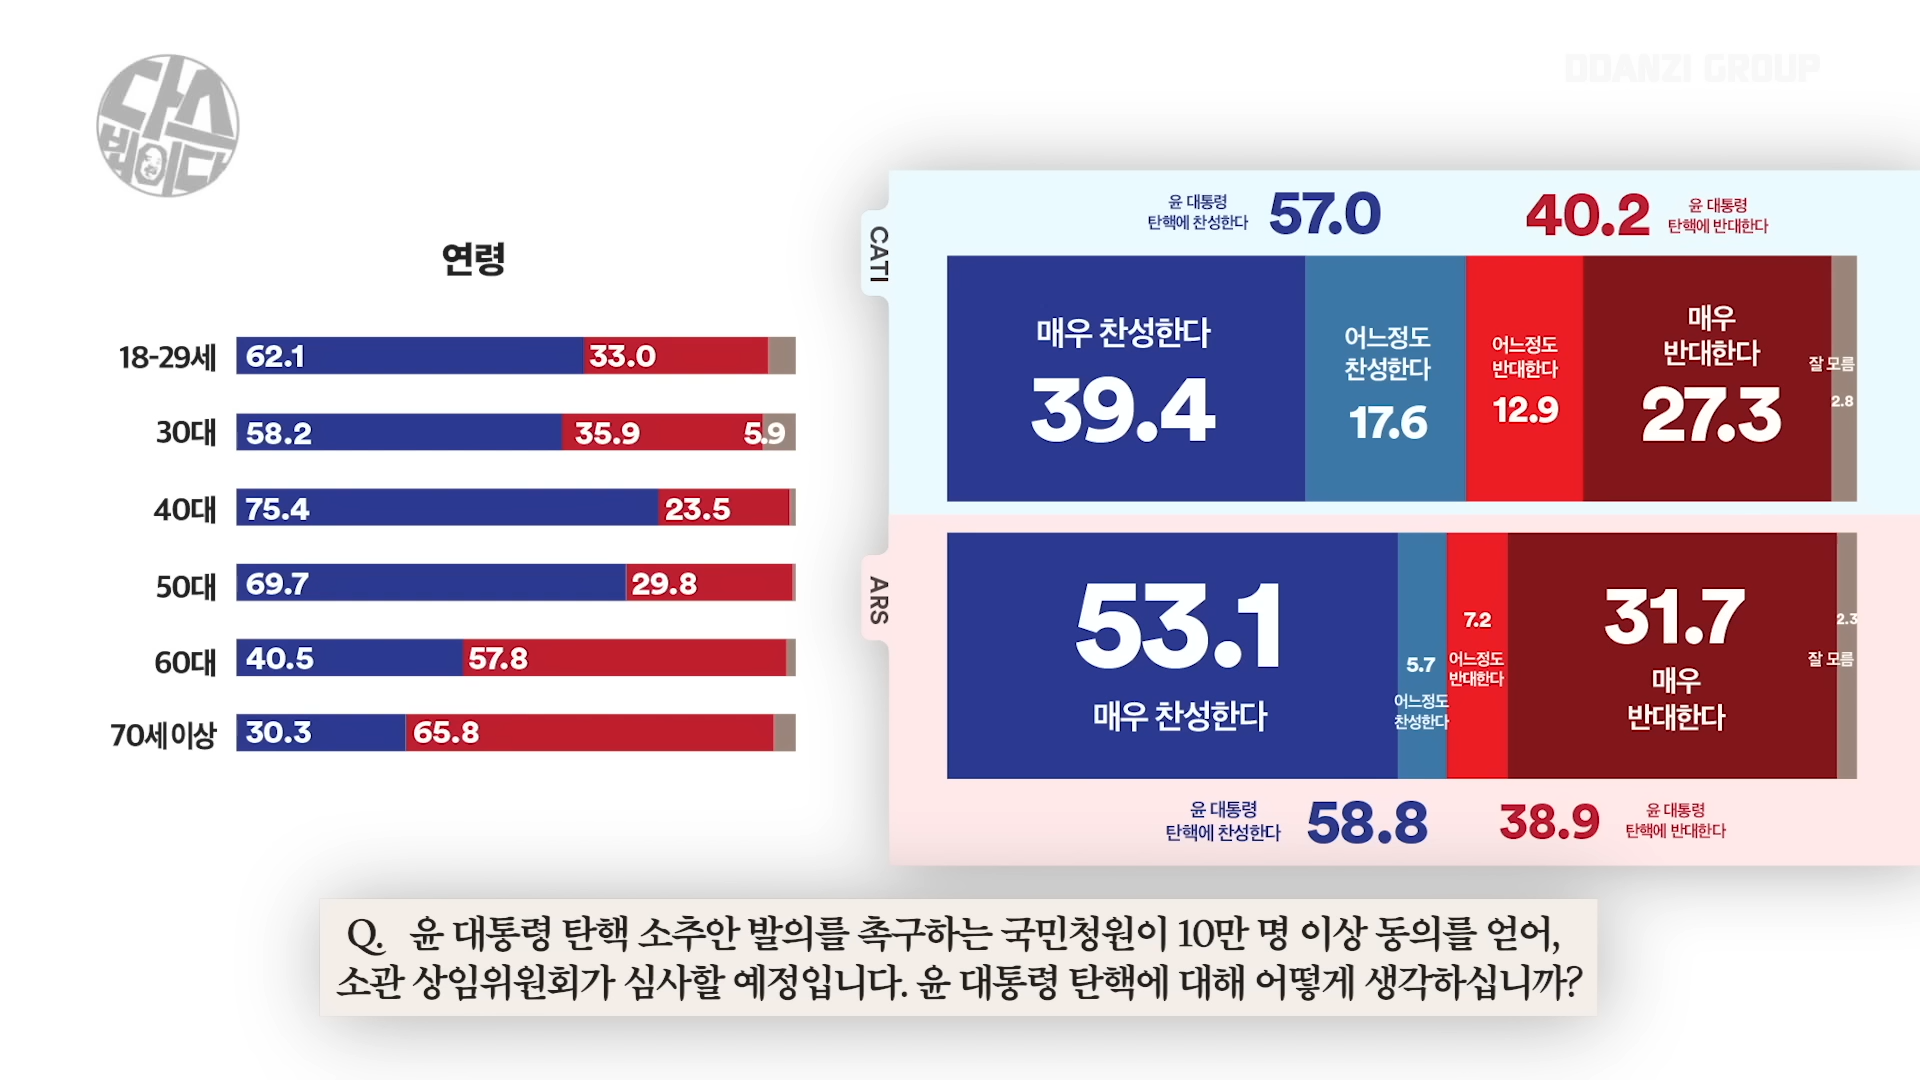 다스
뵈이다
DDANZI GROUP
연령
18-29세 62.1 33.0
30대 58.2 35.9 5.9
40대 75.4 23.5
50대 69.7 29.8
60대 40.5 57.8
70세이상 30.3 65.8
CATI
윤 대통령
탄핵에 찬성한다
57.0
40.2
윤 대통령
탄핵에 반대한다
매우 찬성한다
39.4
어느정도
찬성한다
17.6
어느정도
반대한다
12.9
매우
반대한다
27.3
잘 모름
2.8
ARS
53.1
매우 찬성한다
5.7
어느정도
찬성한다
7.2
어느정도
반대한다
31.7
매우
반대한다
2.3
잘 모름
윤 대통령
탄핵에 찬성한다
58.8
38.9
윤 대통령
탄핵에 반대한다
Q. 윤 대통령 탄핵 소추안 발의를 촉구하는 국민청원이 10만 명 이상 동의를 얻어,
소관 상임위원회가 심사할 예정입니다. 윤 대통령 탄핵에 대해 어떻게 생각하십니까?